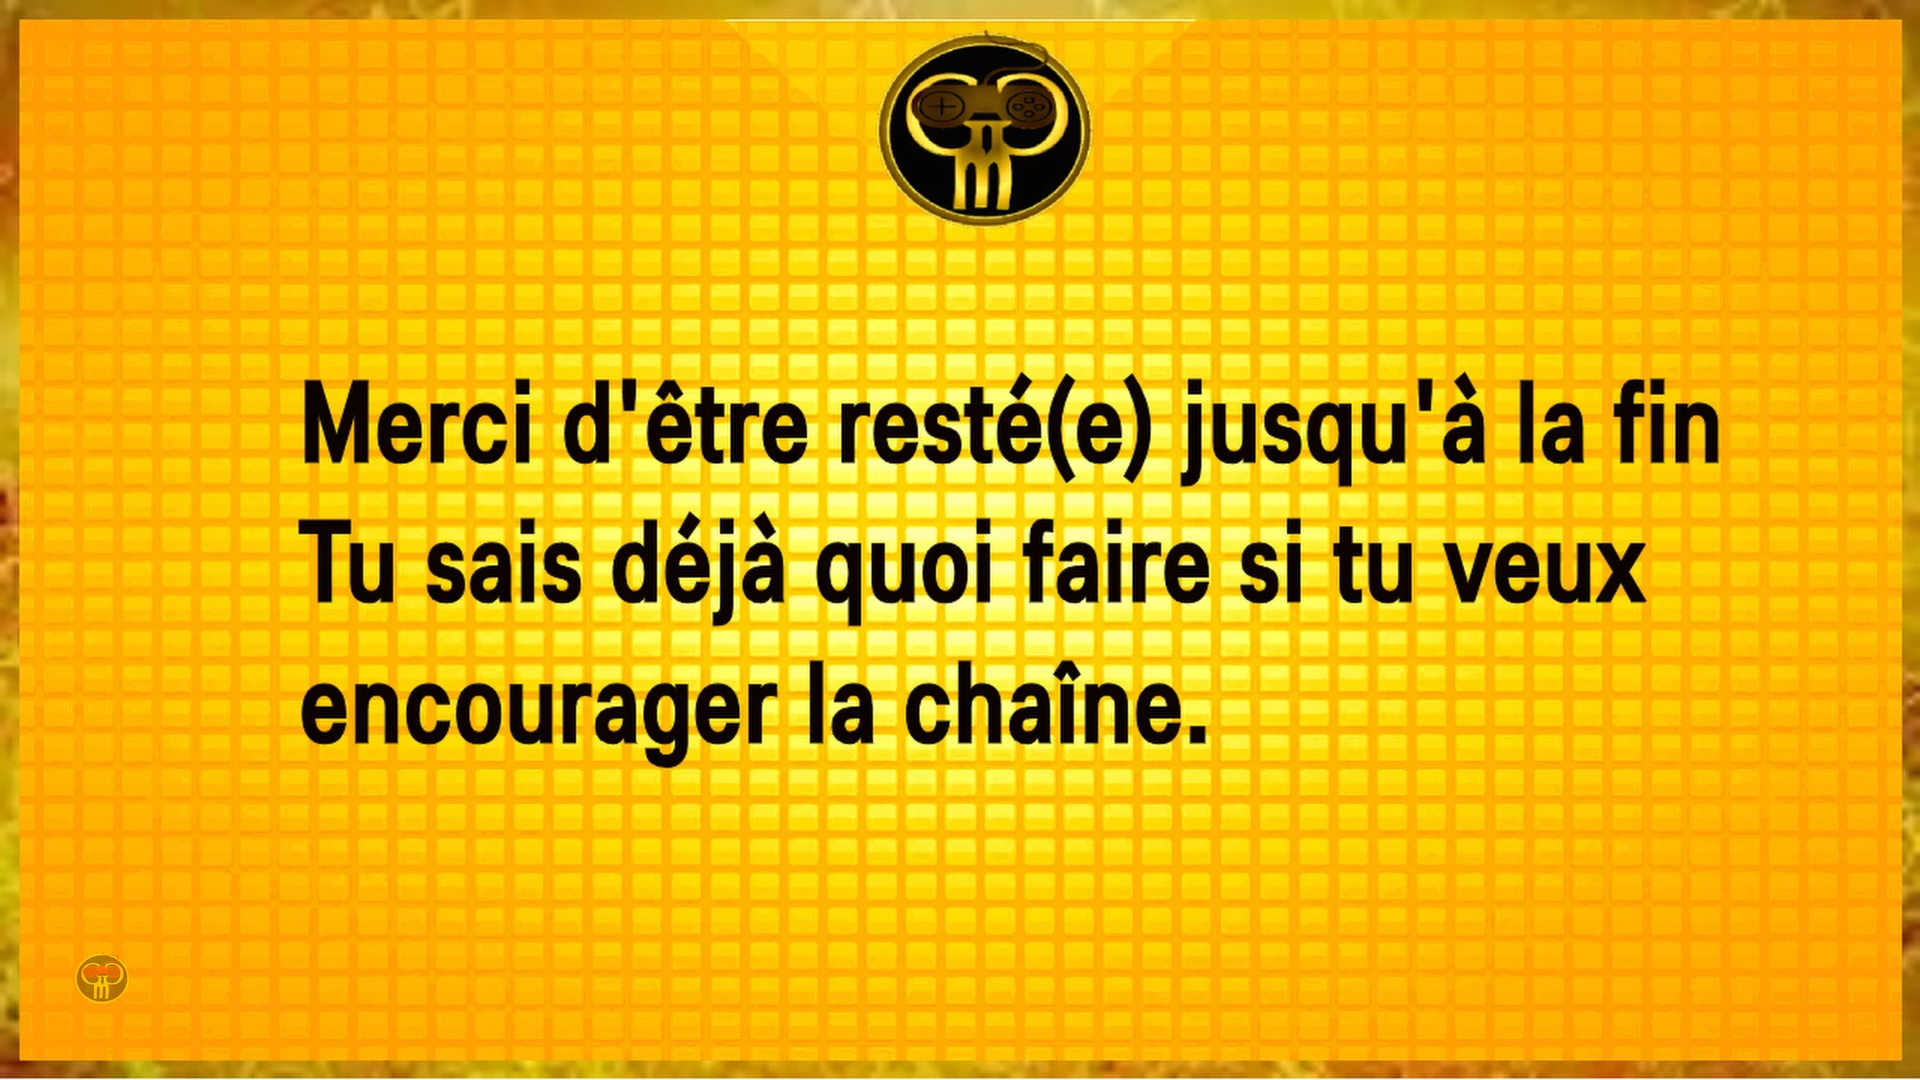 Merci d'être resté(e) jusqu'à la fin
Tu sais déjà quoi faire si tu veux
encourager la chaîne.